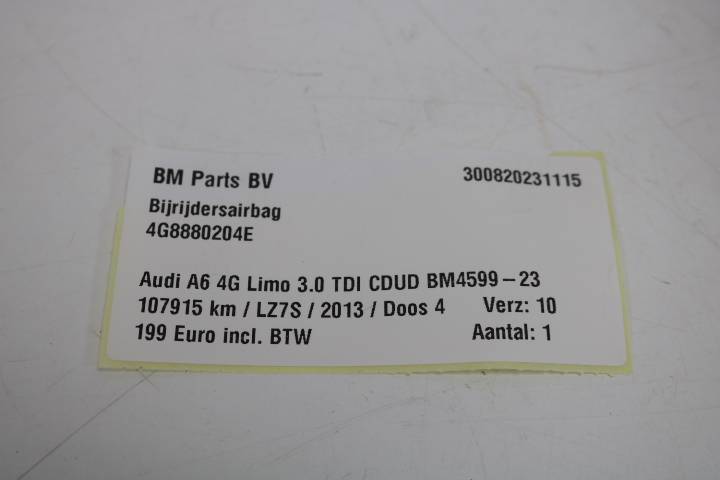 BM Parts BV 300820231115
Bijrijdersairbag
4G8880204E
Audi A6 4G Limo 3.0 TDI CDUD BM4599-23
107915 km / LZ7S / 2013 / Doos 4 Verz: 10
199 Euro incl. BTW Aantal: 1